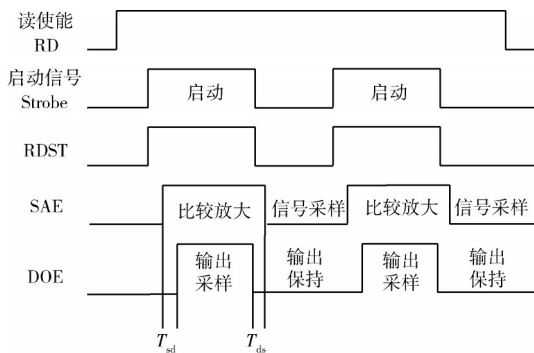 读使能
RD
启动信号
Strobe
启动
启动
RDST
SAE
比较放大
信号采样
比较放大
信号采样
DOE
输出
采样
输出
保持
输出
采样
输出
保持
Tsd
Tds